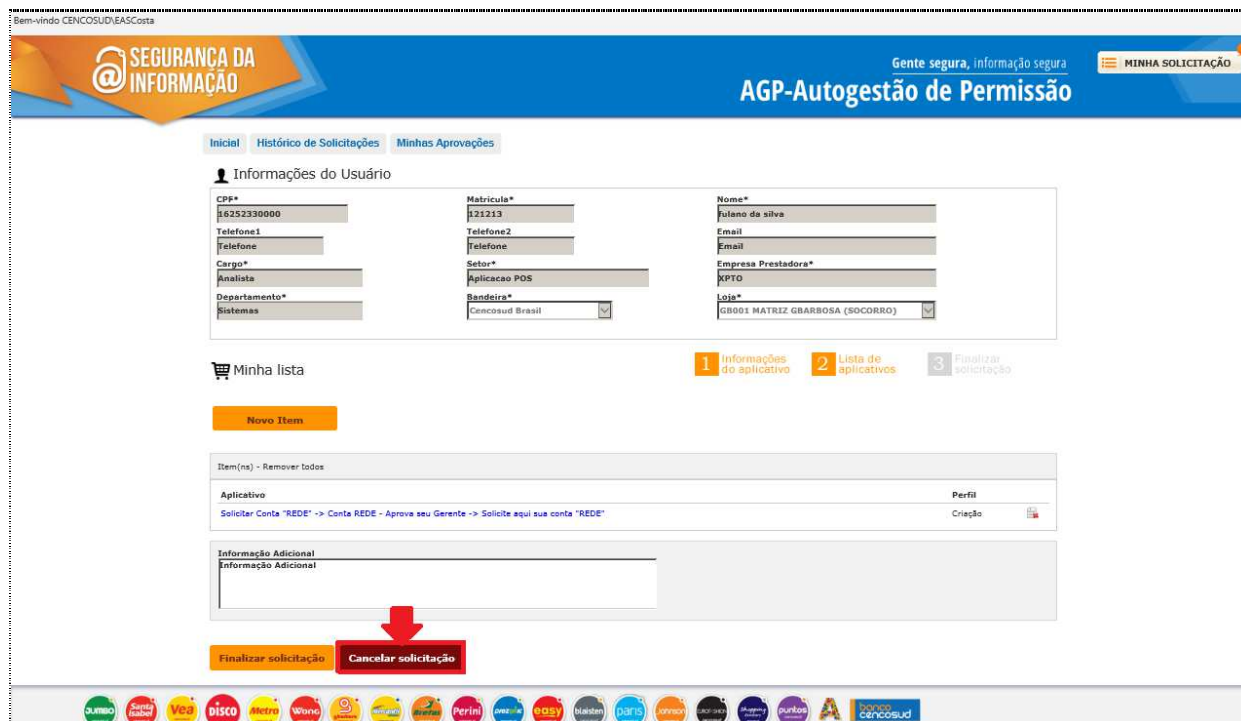 Bem-vindo CENCOSUD\EASCosta
SEGURANÇA DA
INFORMAÇÃO
Gente segura, informação segura
AGP-Autogestão de Permissão
MINHA SOLICITAÇÃO
Inicial Histórico de Solicitações Minhas Aprovações
Informações do Usuário
CPF* Matricula* Nome*
16252330000 121213 fulano da silva
Telefone1 Telefone2 Email
Telefone Telefone Email
Cargo* Setor* Empresa Prestadora*
Analista Aplicacao POS XPTO
Departamento* Bandeira* Loja*
Sistemas Cencosud Brasil GB001 MATRIZ GBARBOSA (SOCORRO)
Minha lista
1 Informações do aplicativo
2 Lista de aplicativos
3 Finalizar solicitação
Novo Item
Item(ns) - Remover todos
Aplicativo Perfil
Solicitar Conta "REDE" -> Conta REDE - Aprova seu Gerente -> Solicite aqui sua conta "REDE" Criação
Informação Adicional
Informação Adicional
Finalizar solicitação Cancelar solicitação
JUMBO Santa Isabel Vea DISCO Metro Wong Bretas Perini prezunic easy blaisten paris Johnson puntos banco cencosud